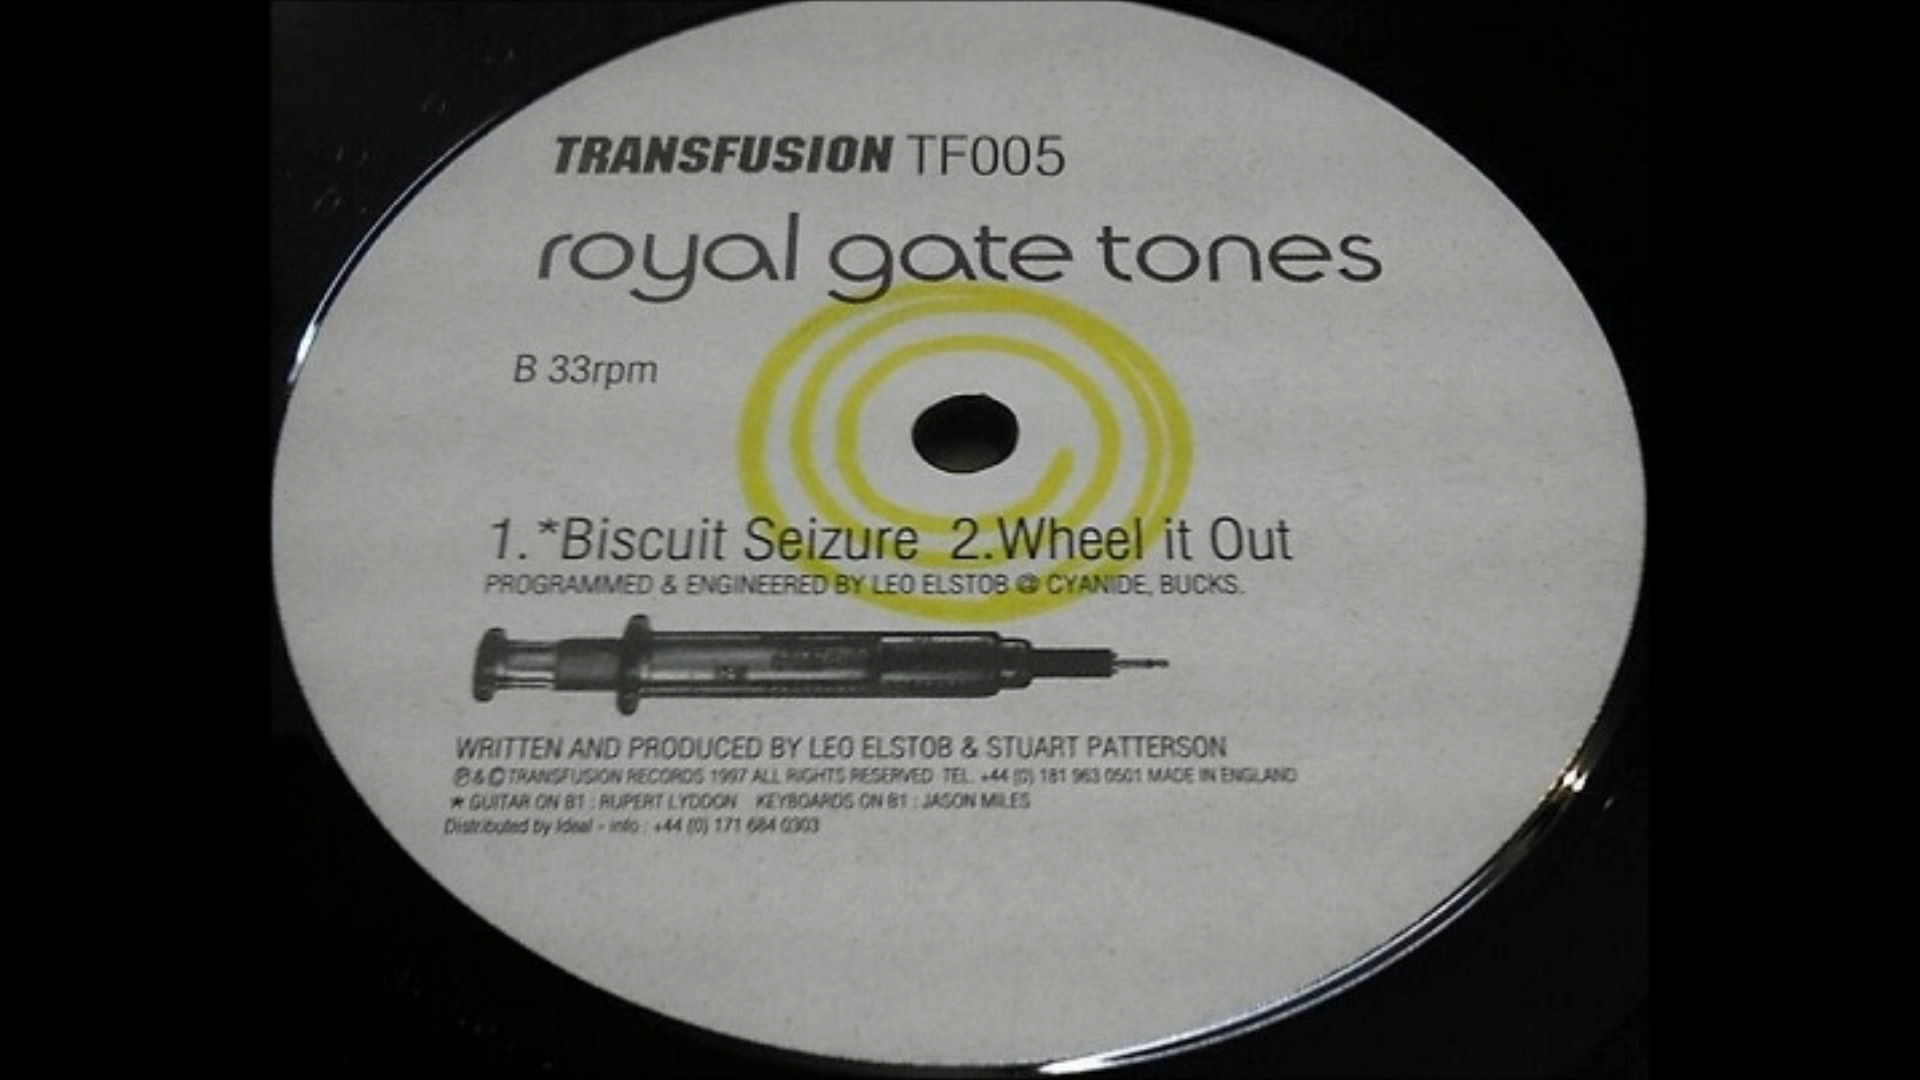 TRANSFUSION TF005
royal gate tones
B 33rpm
1.*Biscuit Seizure 2.Wheel it Out
PROGRAMMED & ENGINEERED BY LEO ELSTOB @ CYANIDE, BUCKS.
WRITTEN AND PRODUCED BY LEO ELSTOB & STUART PATTERSON
℗&©TRANSFUSION RECORDS 1997 ALL RIGHTS RESERVED TEL. +44 (0) 181 963 0501 MADE IN ENGLAND
* GUITAR ON B1 : RUPERT LYDDON KEYBOARDS ON B1 : JASON MILES
Distributed by Ideal - info : +44 (0) 171 684 0303